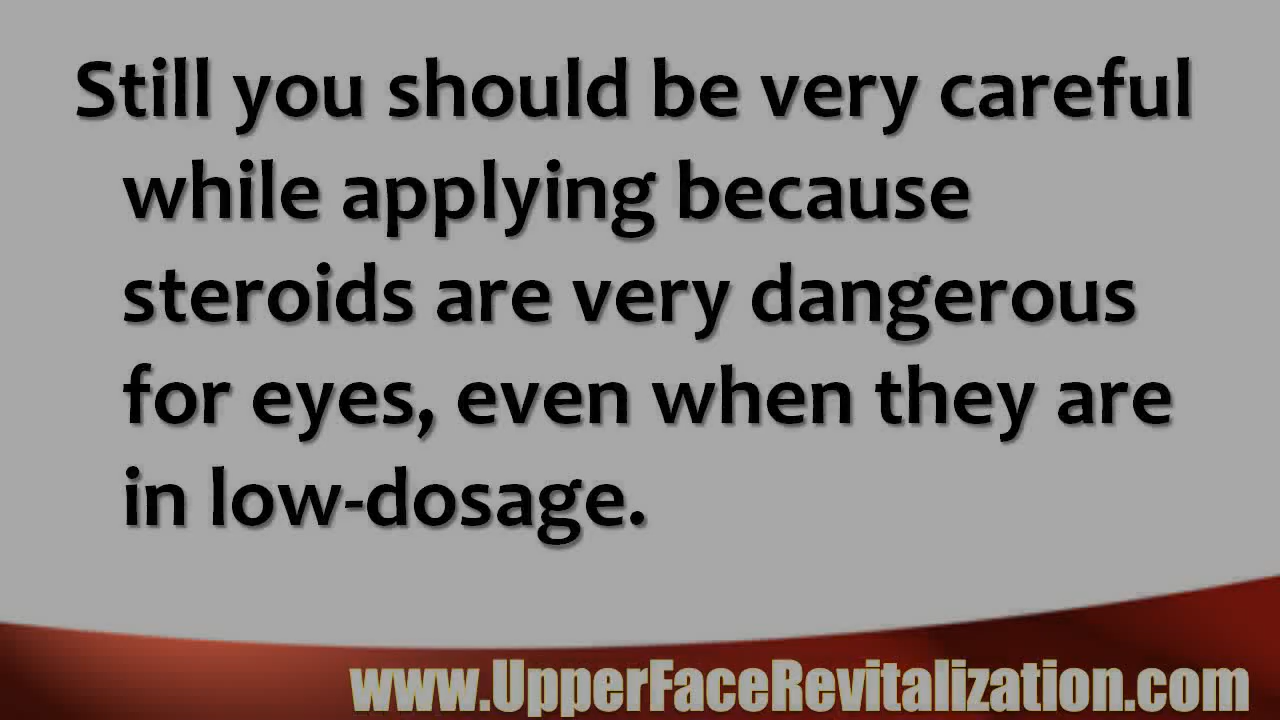 Still you should be very careful
while applying because
steroids are very dangerous
for eyes, even when they are
in low-dosage.
www.UpperFaceRevitalization.com